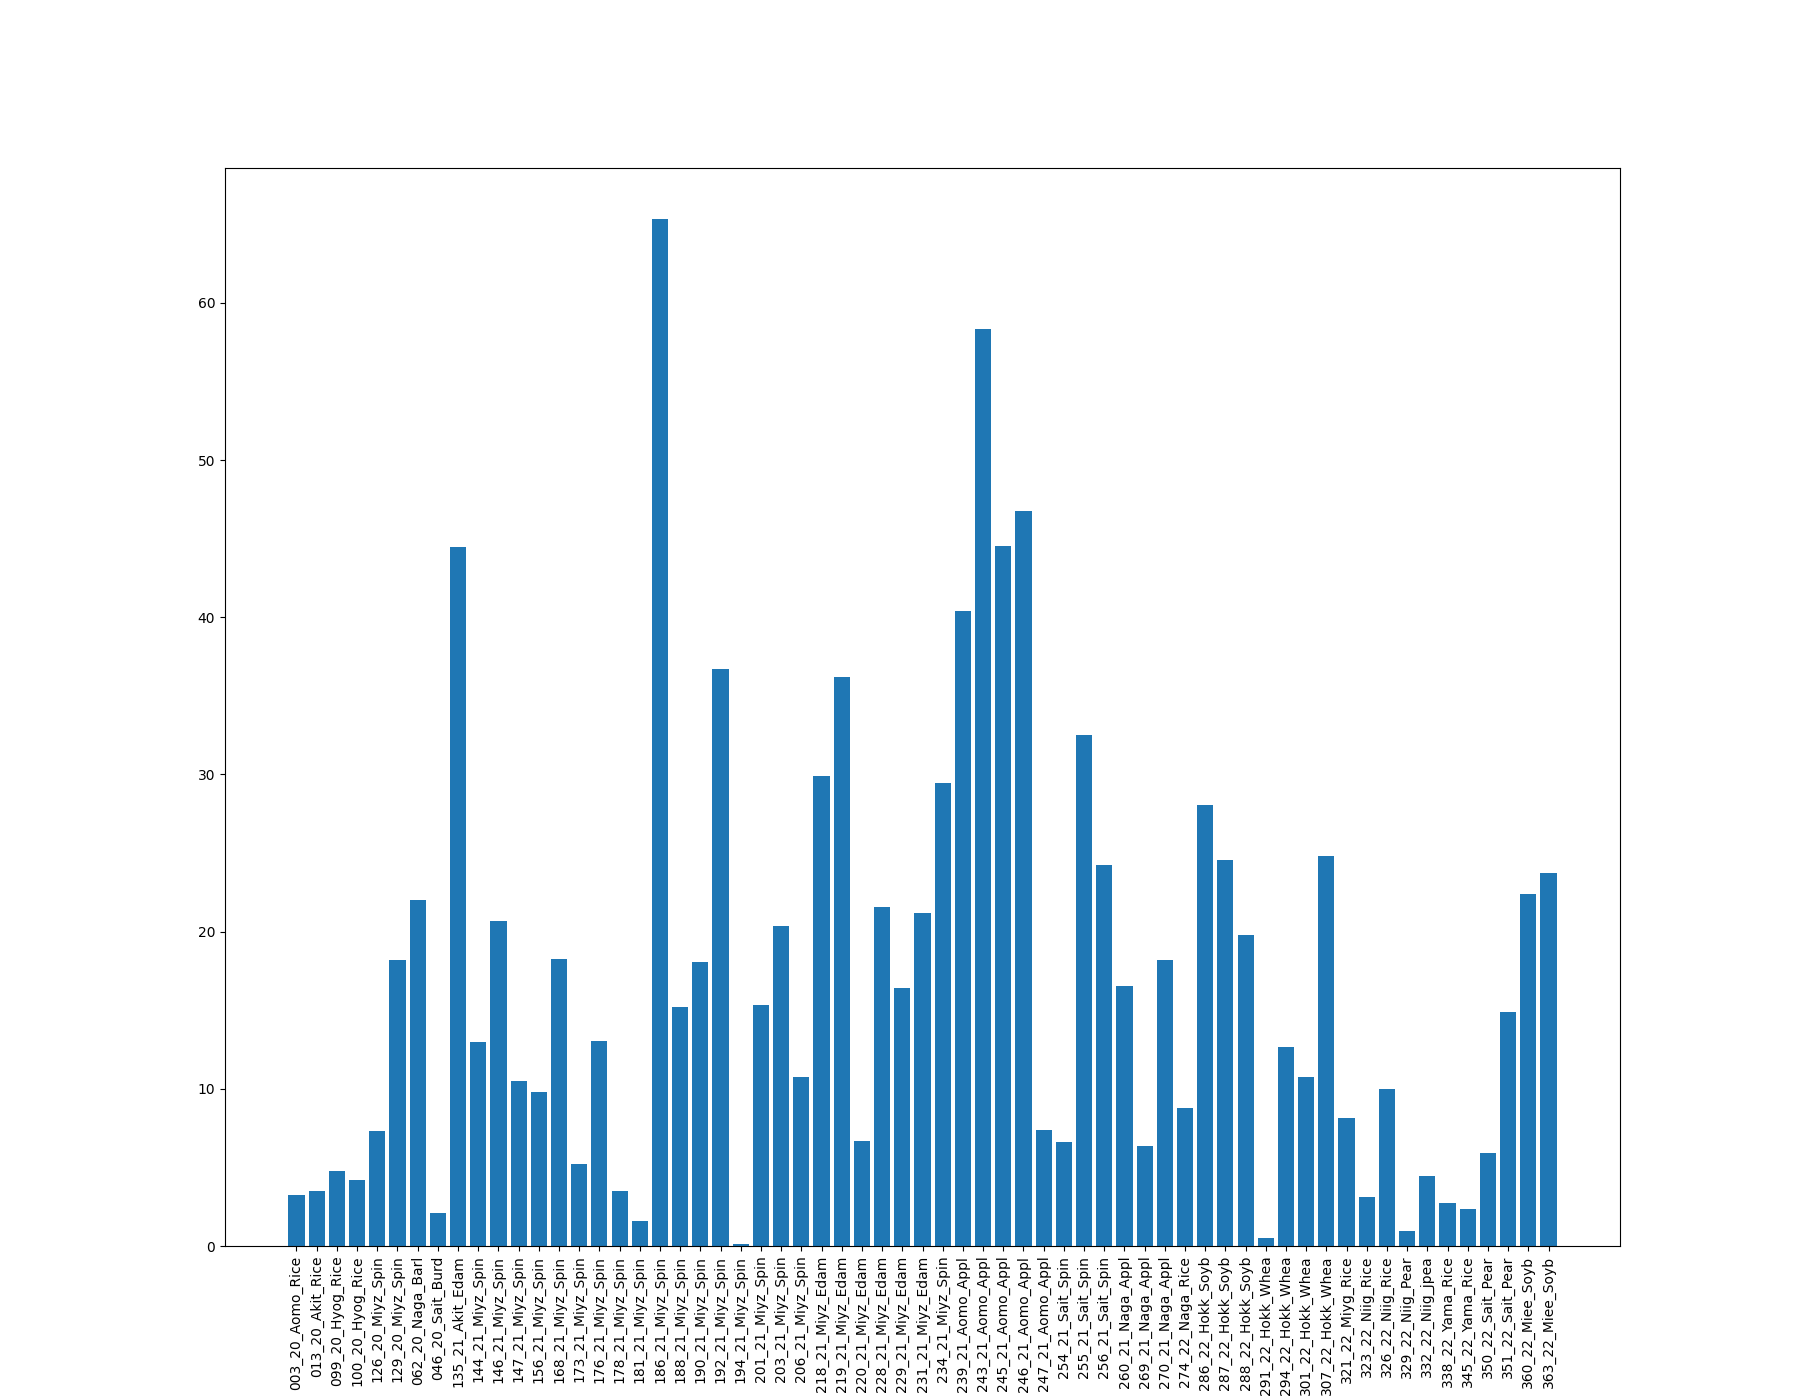 60
50
40
30
20
10
0
003_20_Aomo_Rice
013_20_Akit_Rice
099_20_Hyog_Rice
100_20_Hyog_Rice
126_20_Miyz_Spin
129_20_Miyz_Spin
062_20_Naga_Barl
046_20_Sait_Burd
135_21_Akit_Edam
144_21_Miyz_Spin
146_21_Miyz_Spin
147_21_Miyz_Spin
156_21_Miyz_Spin
168_21_Miyz_Spin
173_21_Miyz_Spin
176_21_Miyz_Spin
178_21_Miyz_Spin
181_21_Miyz_Spin
186_21_Miyz_Spin
188_21_Miyz_Spin
190_21_Miyz_Spin
192_21_Miyz_Spin
194_21_Miyz_Spin
201_21_Miyz_Spin
203_21_Miyz_Spin
206_21_Miyz_Spin
218_21_Miyz_Edam
219_21_Miyz_Edam
220_21_Miyz_Edam
228_21_Miyz_Edam
229_21_Miyz_Edam
231_21_Miyz_Edam
234_21_Miyz_Spin
239_21_Aomo_Appl
243_21_Aomo_Appl
245_21_Aomo_Appl
246_21_Aomo_Appl
247_21_Aomo_Appl
254_21_Sait_Spin
255_21_Sait_Spin
256_21_Sait_Spin
260_21_Naga_Appl
269_21_Naga_Appl
270_21_Naga_Appl
274_22_Naga_Rice
286_22_Hokk_Soyb
287_22_Hokk_Soyb
288_22_Hokk_Soyb
291_22_Hokk_Whea
294_22_Hokk_Whea
301_22_Hokk_Whea
307_22_Hokk_Whea
321_22_Miyg_Rice
323_22_Niig_Rice
326_22_Niig_Rice
329_22_Niig_Pear
332_22_Niig_jpea
338_22_Yama_Rice
345_22_Yama_Rice
350_22_Sait_Pear
351_22_Sait_Pear
360_22_Miee_Soyb
363_22_Miee_Soyb